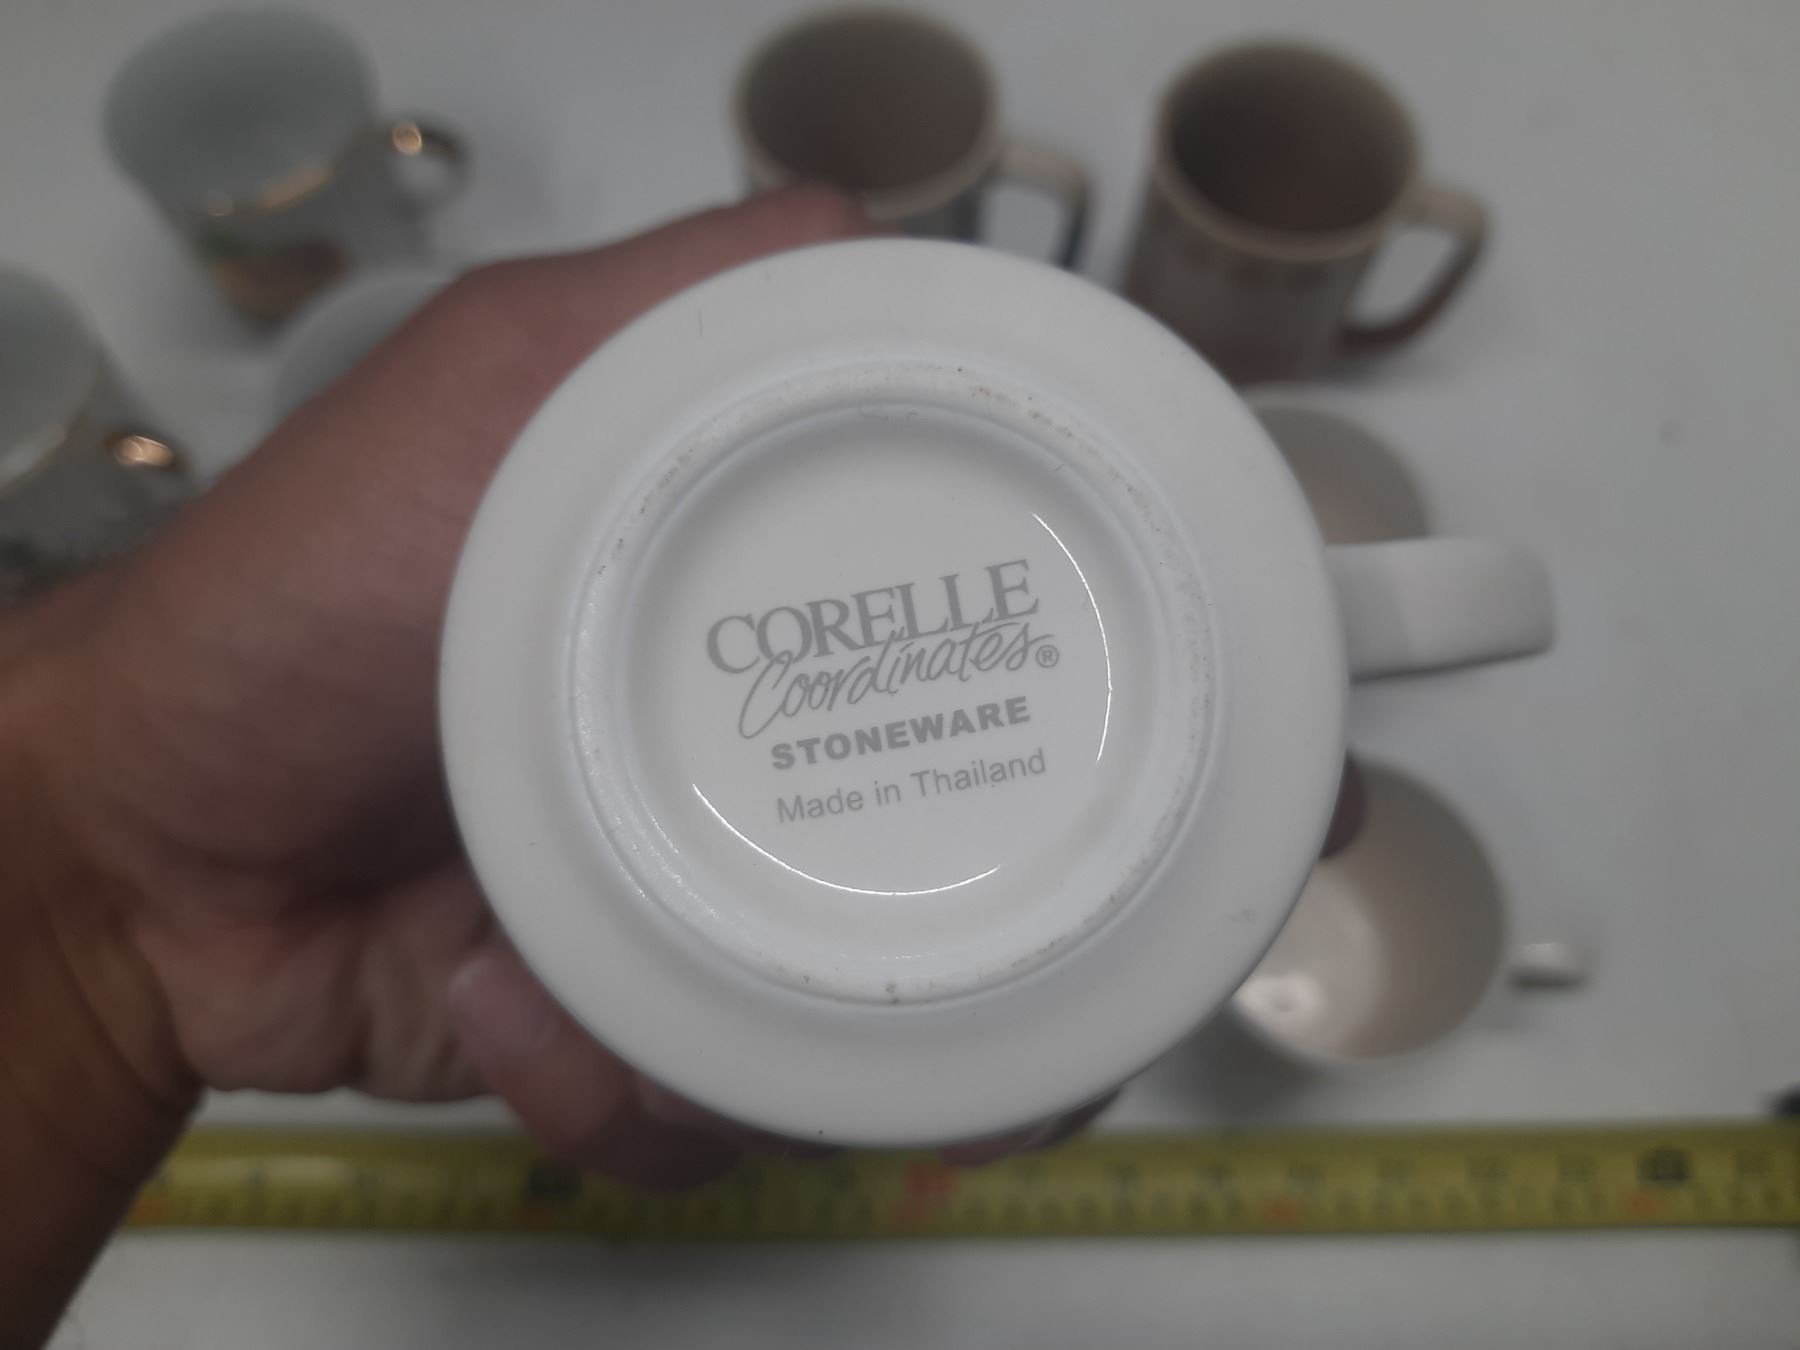 CORELLE
Coordinates®
STONEWARE
Made in Thailand